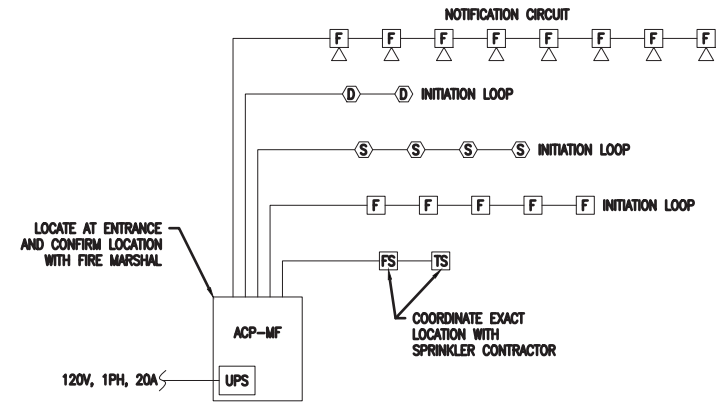 NOTIFICATION CIRCUIT
F F F F F F F F
D D INITIATION LOOP
S S S S INITIATION LOOP
F F F F F INITIATION LOOP
LOCATE AT ENTRANCE
AND CONFIRM LOCATION
WITH FIRE MARSHAL
FS TS
COORDINATE EXACT
LOCATION WITH
SPRINKLER CONTRACTOR
ACP-MF
120V, 1PH, 20A UPS